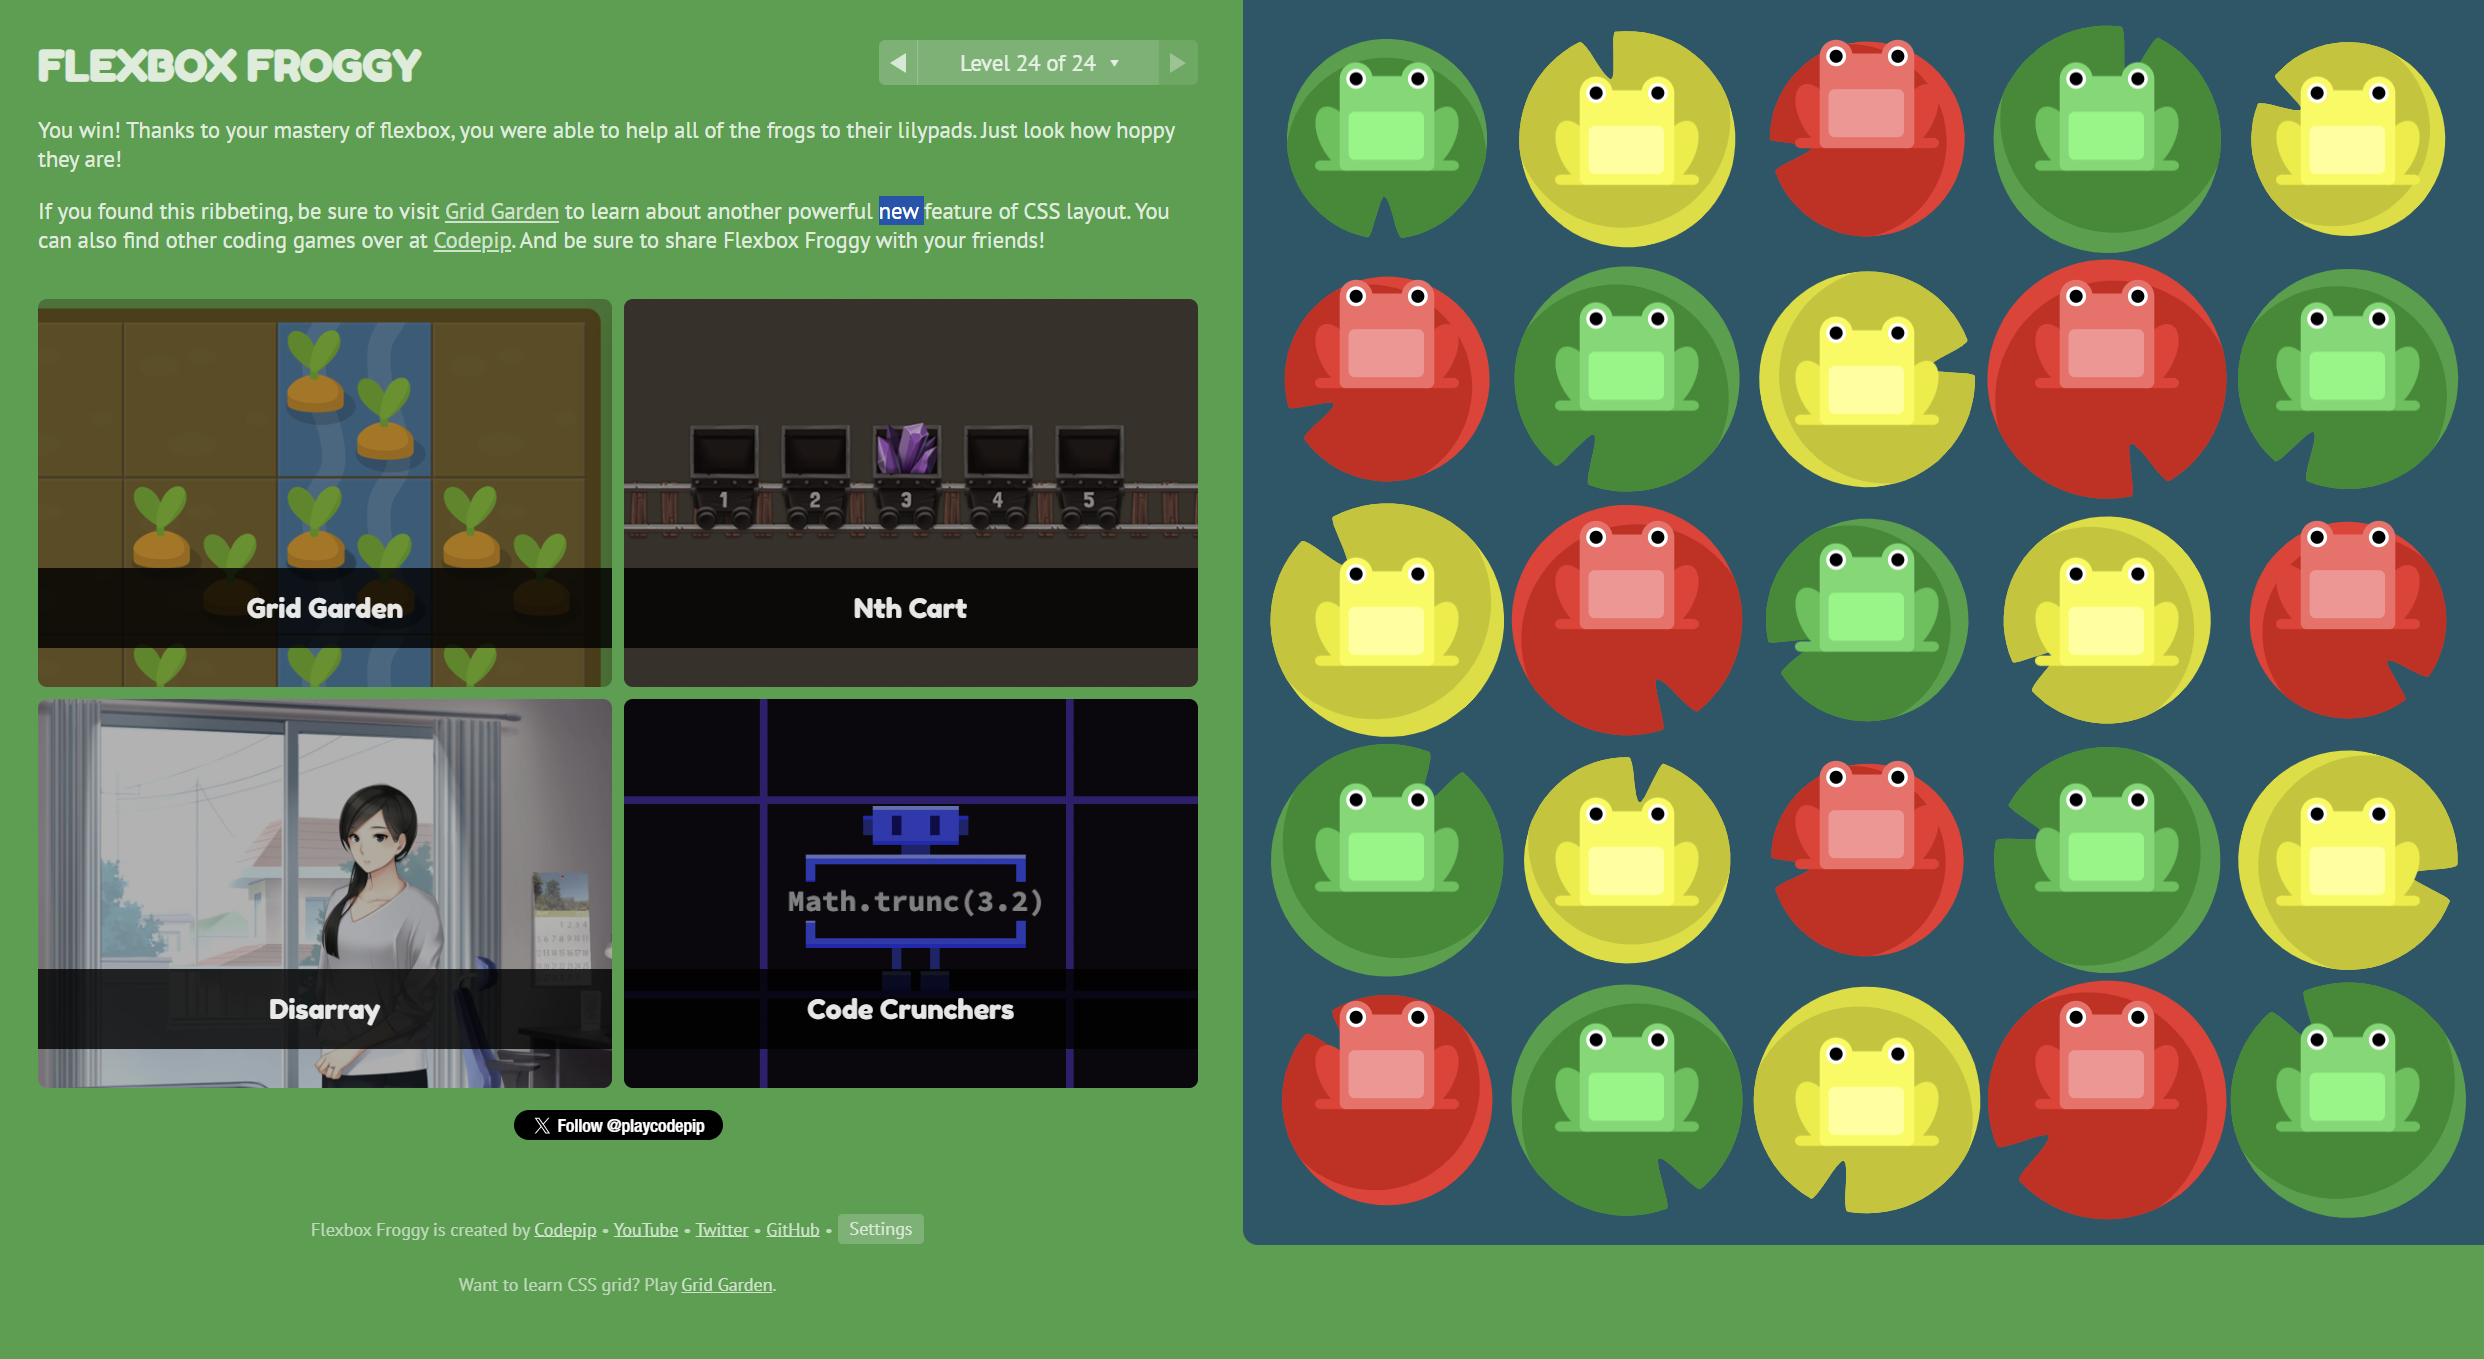 FLEXBOX FROGGY
Level 24 of 24
You win! Thanks to your mastery of flexbox, you were able to help all of the frogs to their lilypads. Just look how hoppy
they are!
If you found this ribbeting, be sure to visit Grid Garden to learn about another powerful new feature of CSS layout. You
can also find other coding games over at Codepip. And be sure to share Flexbox Froggy with your friends!
1 2 3 4 5
Grid Garden
Nth Cart
Math.trunc(3.2)
Disarray
Code Crunchers
Follow @playcodepip
Flexbox Froggy is created by Codepip • YouTube • Twitter • GitHub • Settings
Want to learn CSS grid? Play Grid Garden.